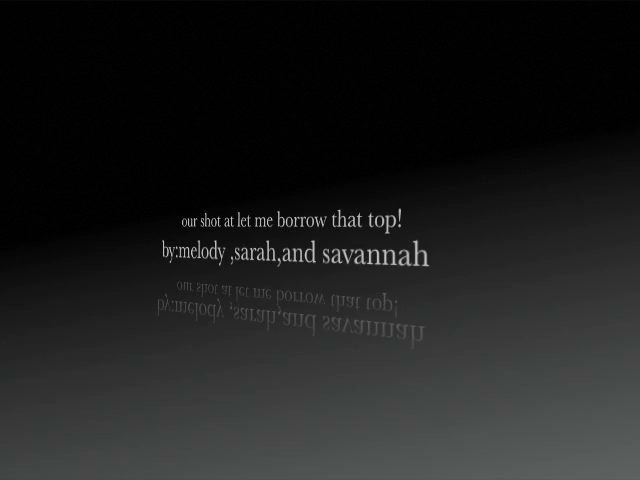 our shot at let me borrow that top!
by:melody ,sarah,and savannah